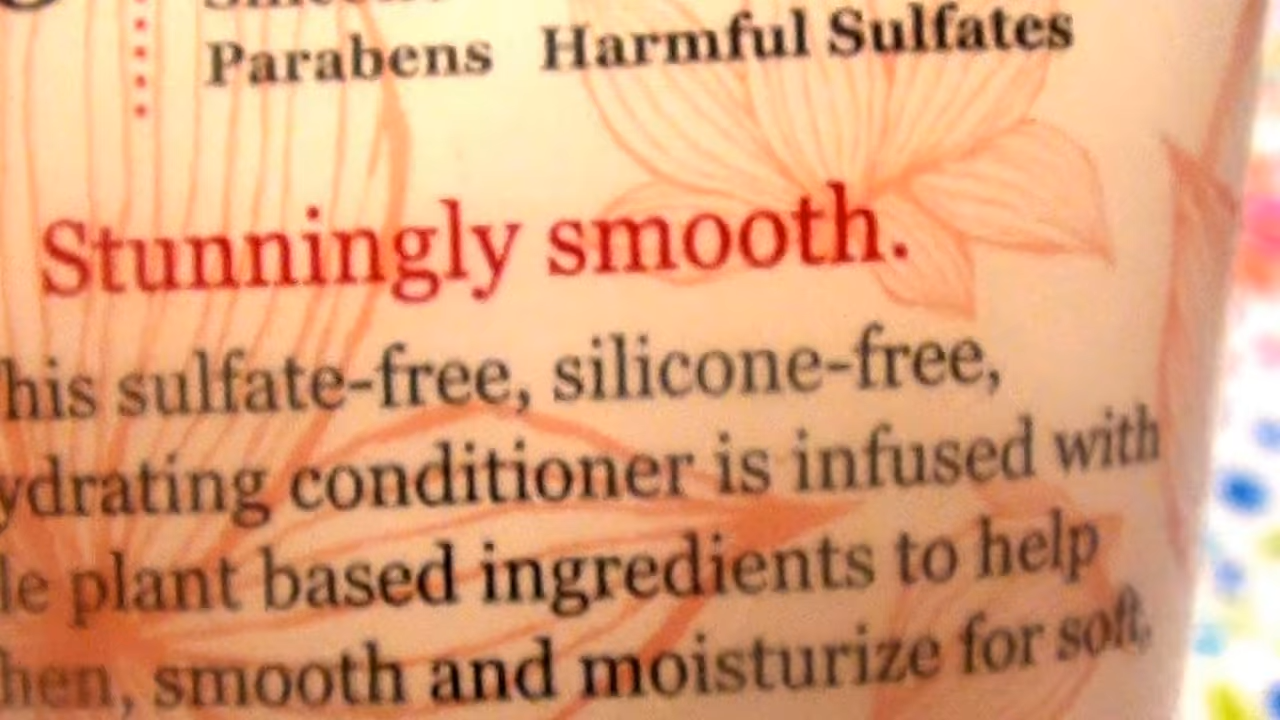 Parabens Harmful Sulfates
Stunningly smooth.
his sulfate-free, silicone-free,
ydrating conditioner is infused with
le plant based ingredients to help
hen, smooth and moisturize for soft,